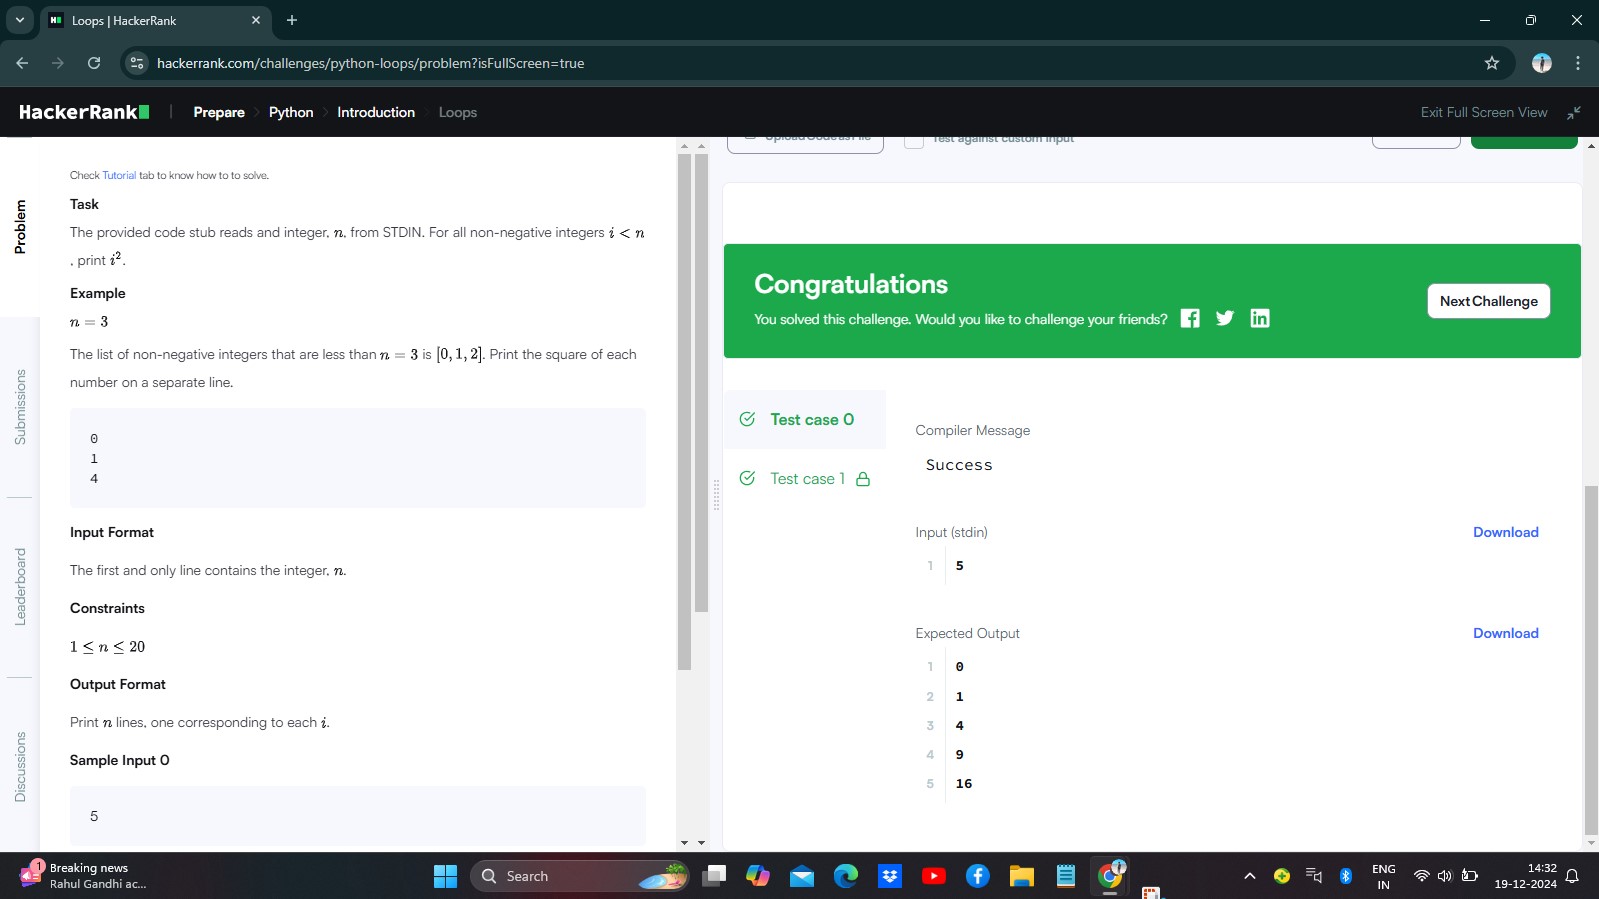 Loops | HackerRank
hackerrank.com/challenges/python-loops/problem?isFullScreen=true
HackerRank
Prepare
Python
Introduction
Loops
Exit Full Screen View
Problem
Submissions
Leaderboard
Discussions
Check Tutorial tab to know how to to solve.
Task
The provided code stub reads and integer, n, from STDIN. For all non-negative integers i < n
, print i².
Example
n = 3
The list of non-negative integers that are less than n = 3 is [0, 1, 2]. Print the square of each
number on a separate line.
0
1
4
Input Format
The first and only line contains the integer, n.
Constraints
1 ≤ n ≤ 20
Output Format
Print n lines, one corresponding to each i.
Sample Input 0
5
Upload Code as File
Test against custom input
Congratulations
You solved this challenge. Would you like to challenge your friends?
Next Challenge
Test case 0
Test case 1
Compiler Message
Success
Input (stdin)
Download
1 5
Expected Output
Download
1 0
2 1
3 4
4 9
5 16
1
Breaking news
Rahul Gandhi ac...
Search
ENG
IN
14:32
19-12-2024